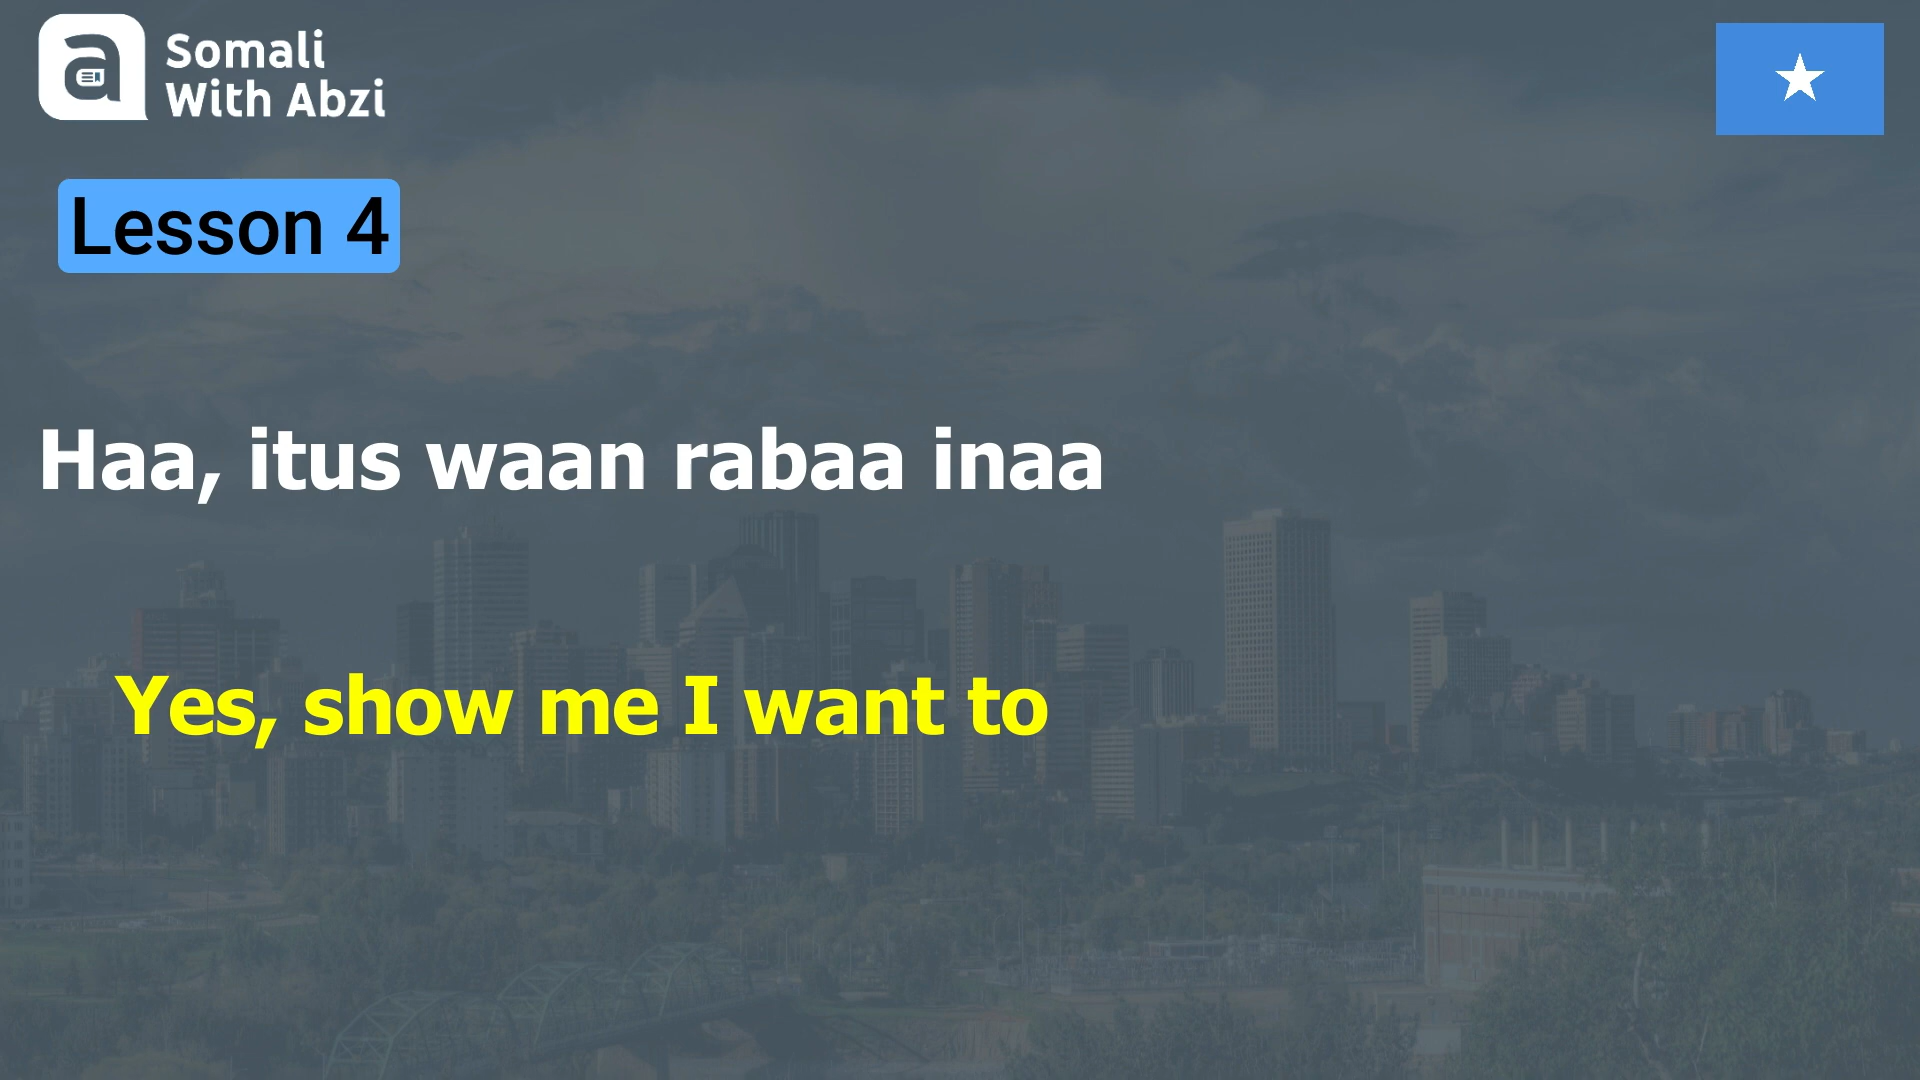 Somali
With Abzi
Lesson 4
Haa, itus waan rabaa inaa
Yes, show me I want to